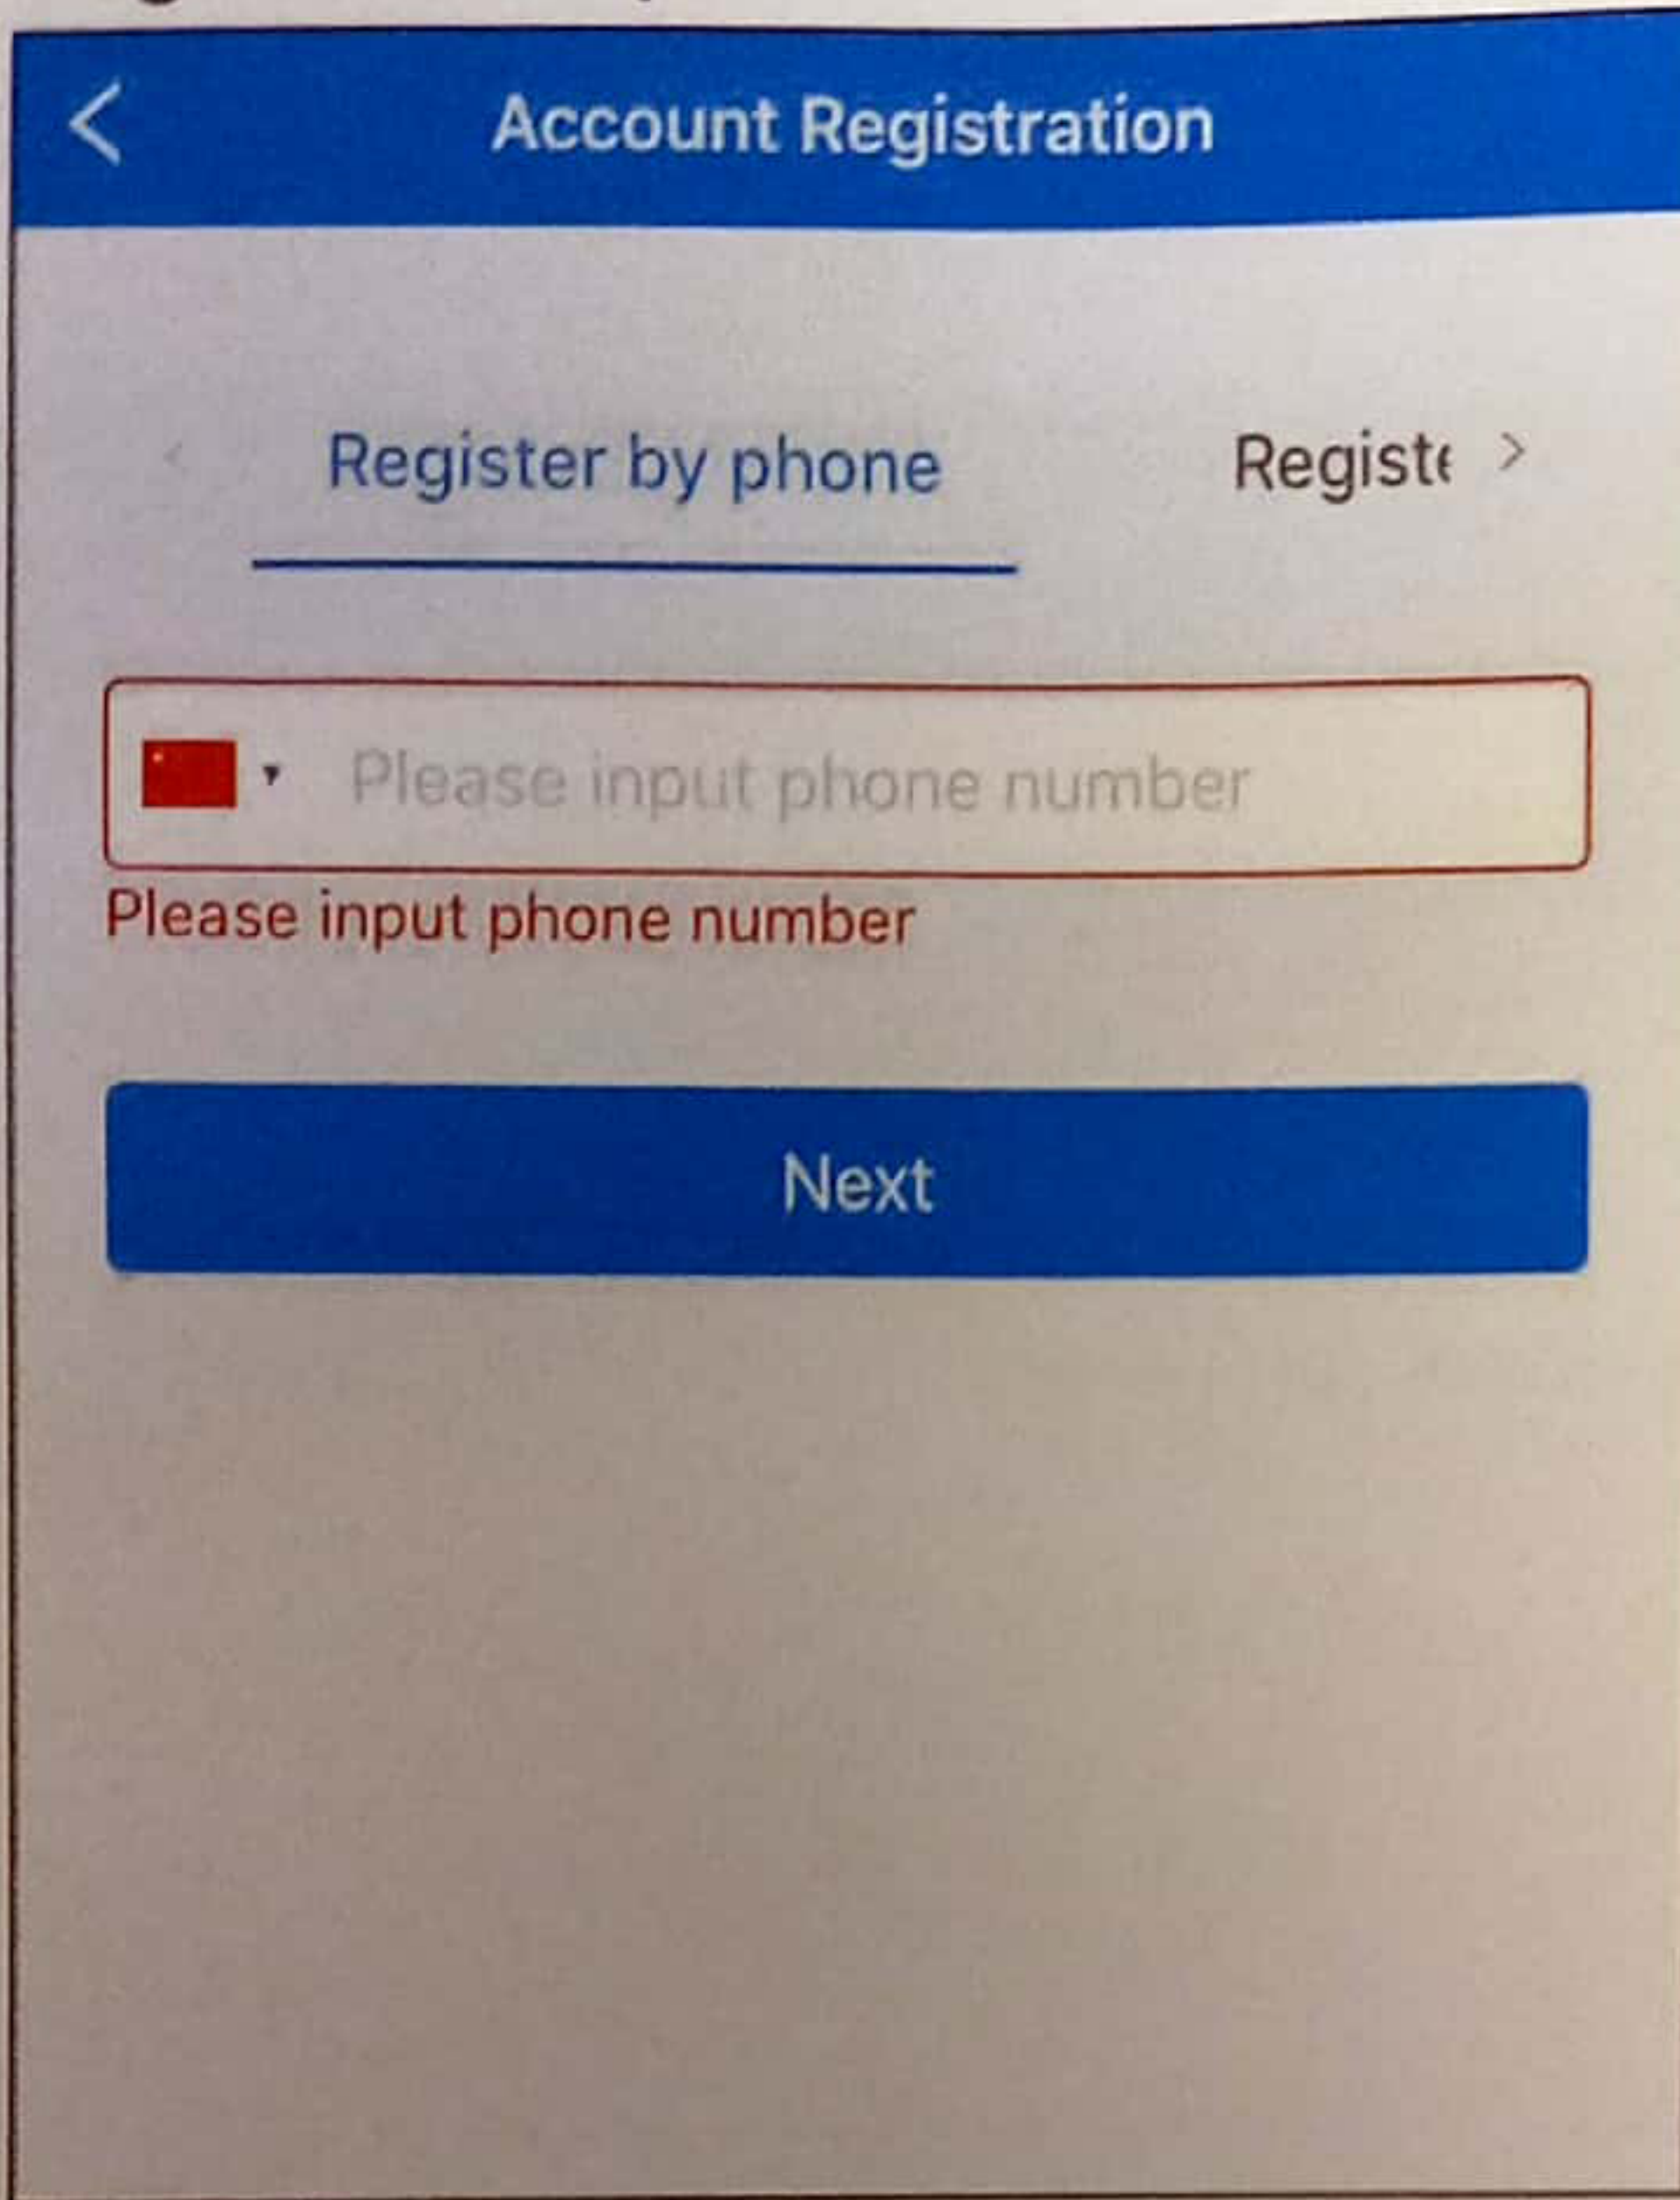 Account Registration
Register by phone
Please input phone number
Please input phone number
Next